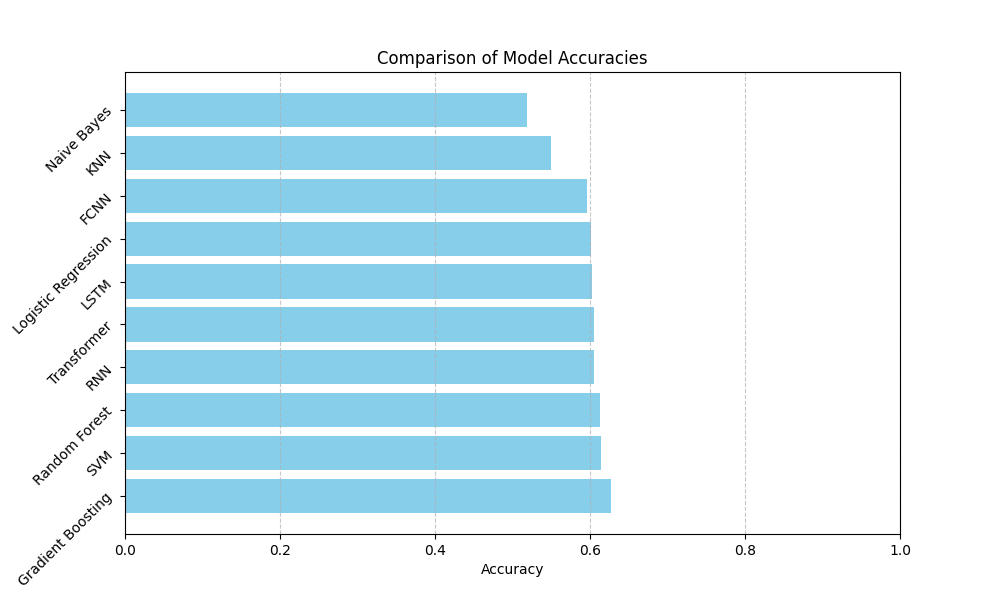 Comparison of Model Accuracies
Naive Bayes
KNN
FCNN
Logistic Regression
LSTM
Transformer
RNN
Random Forest
SVM
Gradient Boosting
0.0 0.2 0.4 0.6 0.8 1.0
Accuracy